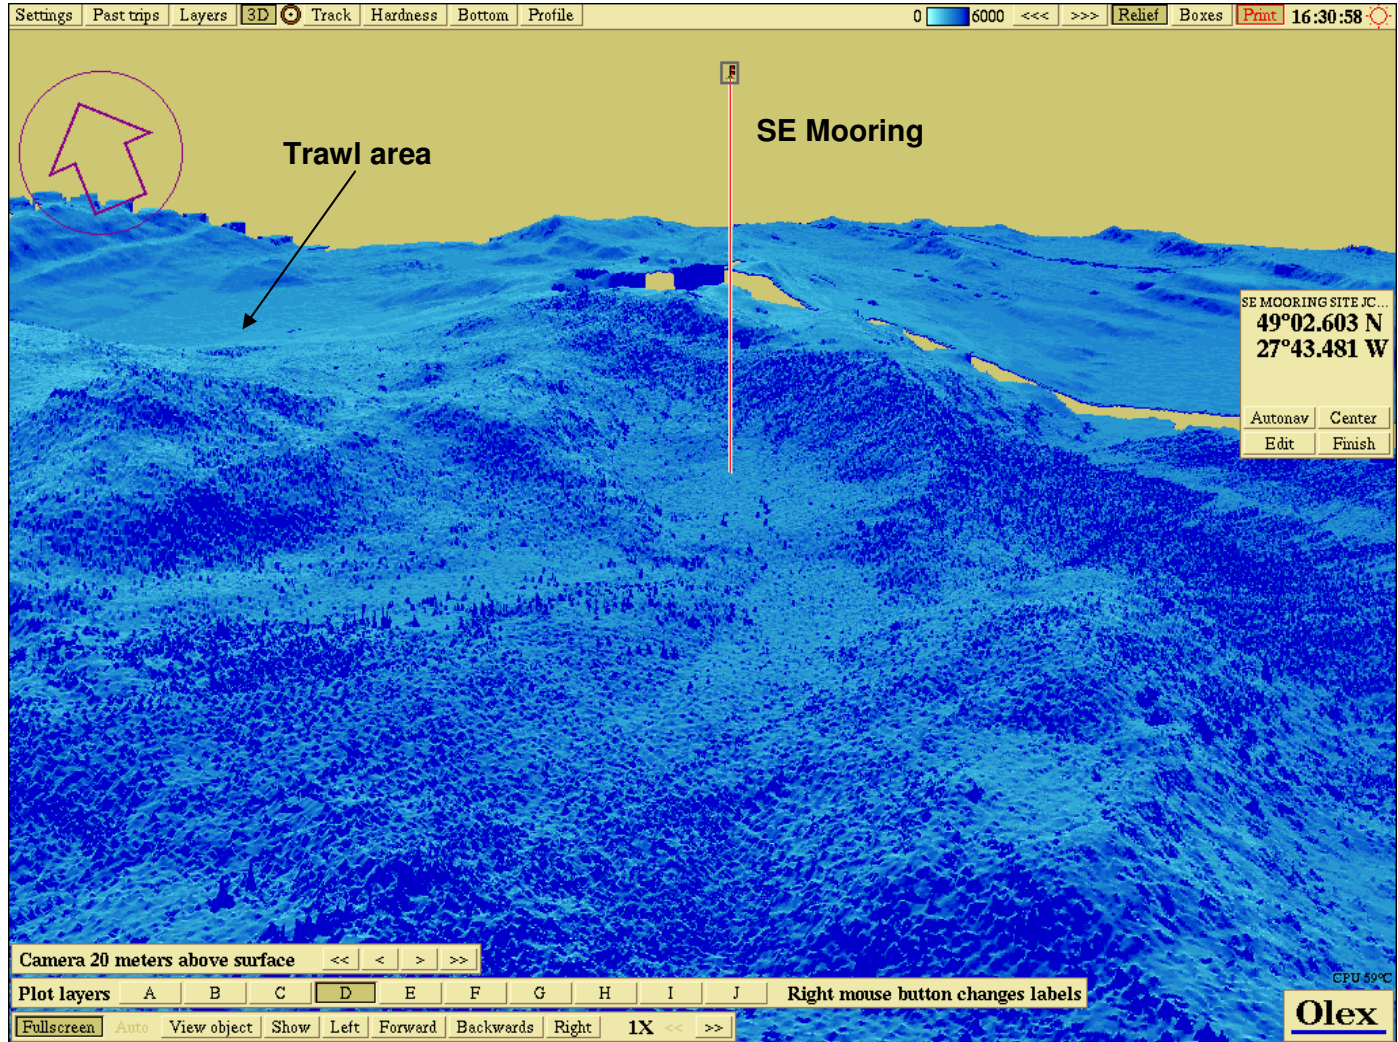 Settings Past trips Layers 3D Track Hardness Bottom Profile 0 6000 <<< >>> Relief Boxes Print 16:30:58
SE Mooring
Trawl area
SE MOORING SITE JC...
49°02.603 N
27°43.481 W
Autonav Center
Edit Finish
Camera 20 meters above surface << < > >>
CPU 59°C
Plot layers A B C D E F G H I J Right mouse button changes labels
Fullscreen Auto View object Show Left Forward Backwards Right 1X << >>
Olex